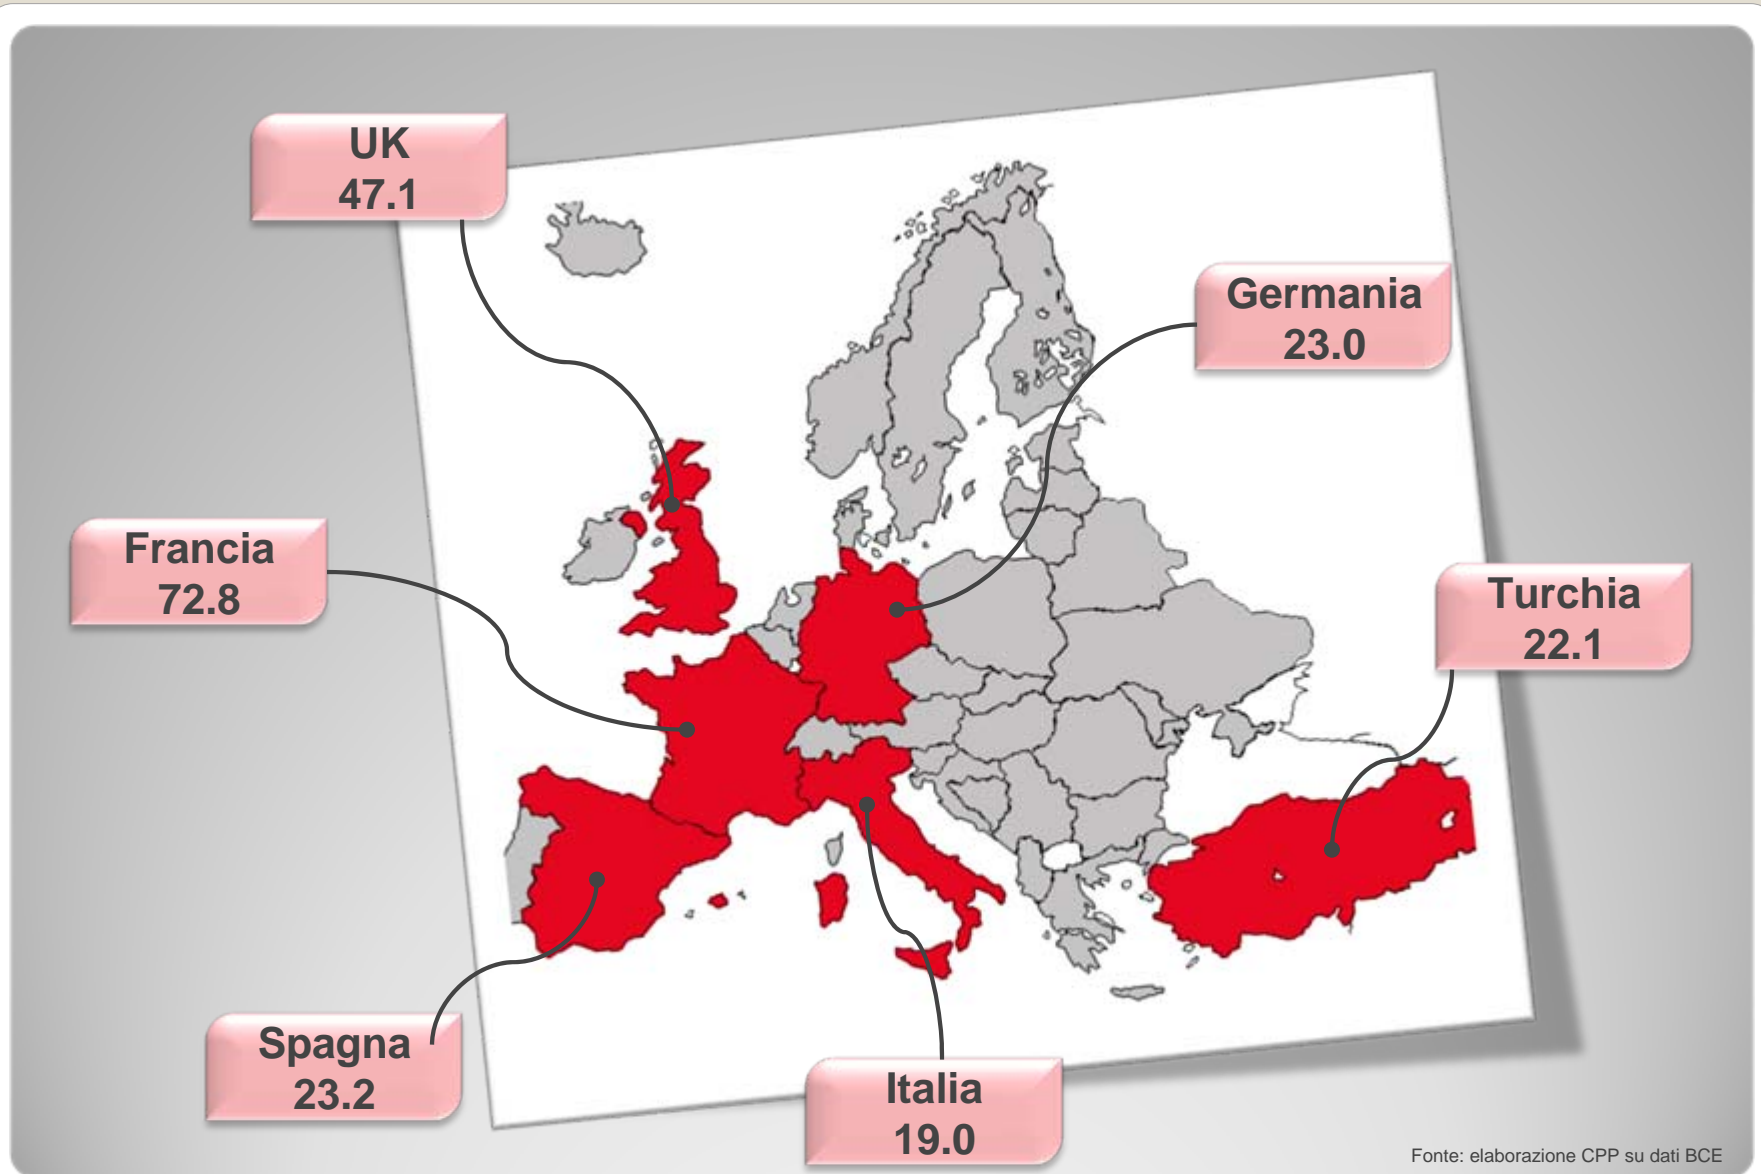 UK
47.1
Germania
23.0
Francia
72.8
Turchia
22.1
Spagna
23.2
Italia
19.0
Fonte: elaborazione CPP su dati BCE